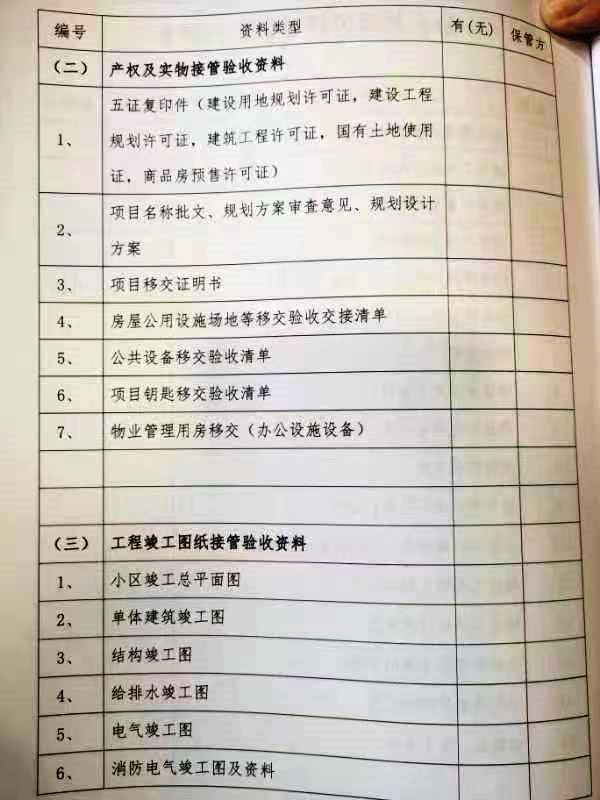 编号 资料类型 有(无) 保管方
（二） 产权及实物接管验收资料
五证复印件（建设用地规划许可证，建设工程
1、 规划许可证，建筑工程许可证，国有土地使用
证，商品房预售许可证）
项目名称批文、规划方案审查意见、规划设计
2、
方案
3、 项目移交证明书
4、 房屋公用设施场地等移交验收交接清单
5、 公共设备移交验收清单
6、 项目钥匙移交验收清单
7、 物业管理用房移交（办公设施设备）
（三） 工程竣工图纸接管验收资料
1、 小区竣工总平面图
2、 单体建筑竣工图
3、 结构竣工图
4、 给排水竣工图
5、 电气竣工图
6、 消防电气竣工图及资料